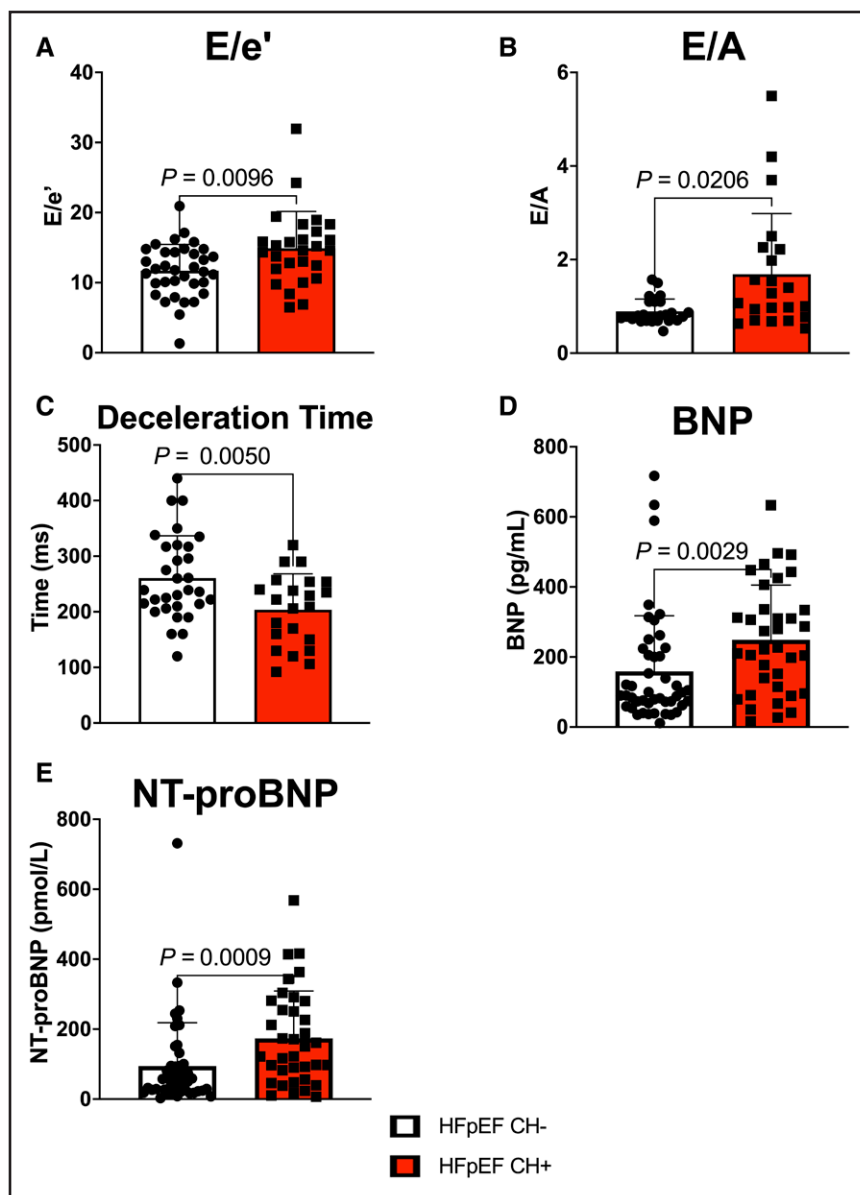 A
E/e'
E/e'
40
30
20
10
0
P = 0.0096
B
E/A
E/A
6
4
2
0
P = 0.0206
C
Deceleration Time
Time (ms)
500
400
300
200
100
0
P = 0.0050
D
BNP
BNP (pg/mL)
800
600
400
200
0
P = 0.0029
E
NT-proBNP
NT-proBNP (pmol/L)
800
600
400
200
0
P = 0.0009
HFpEF CH-
HFpEF CH+